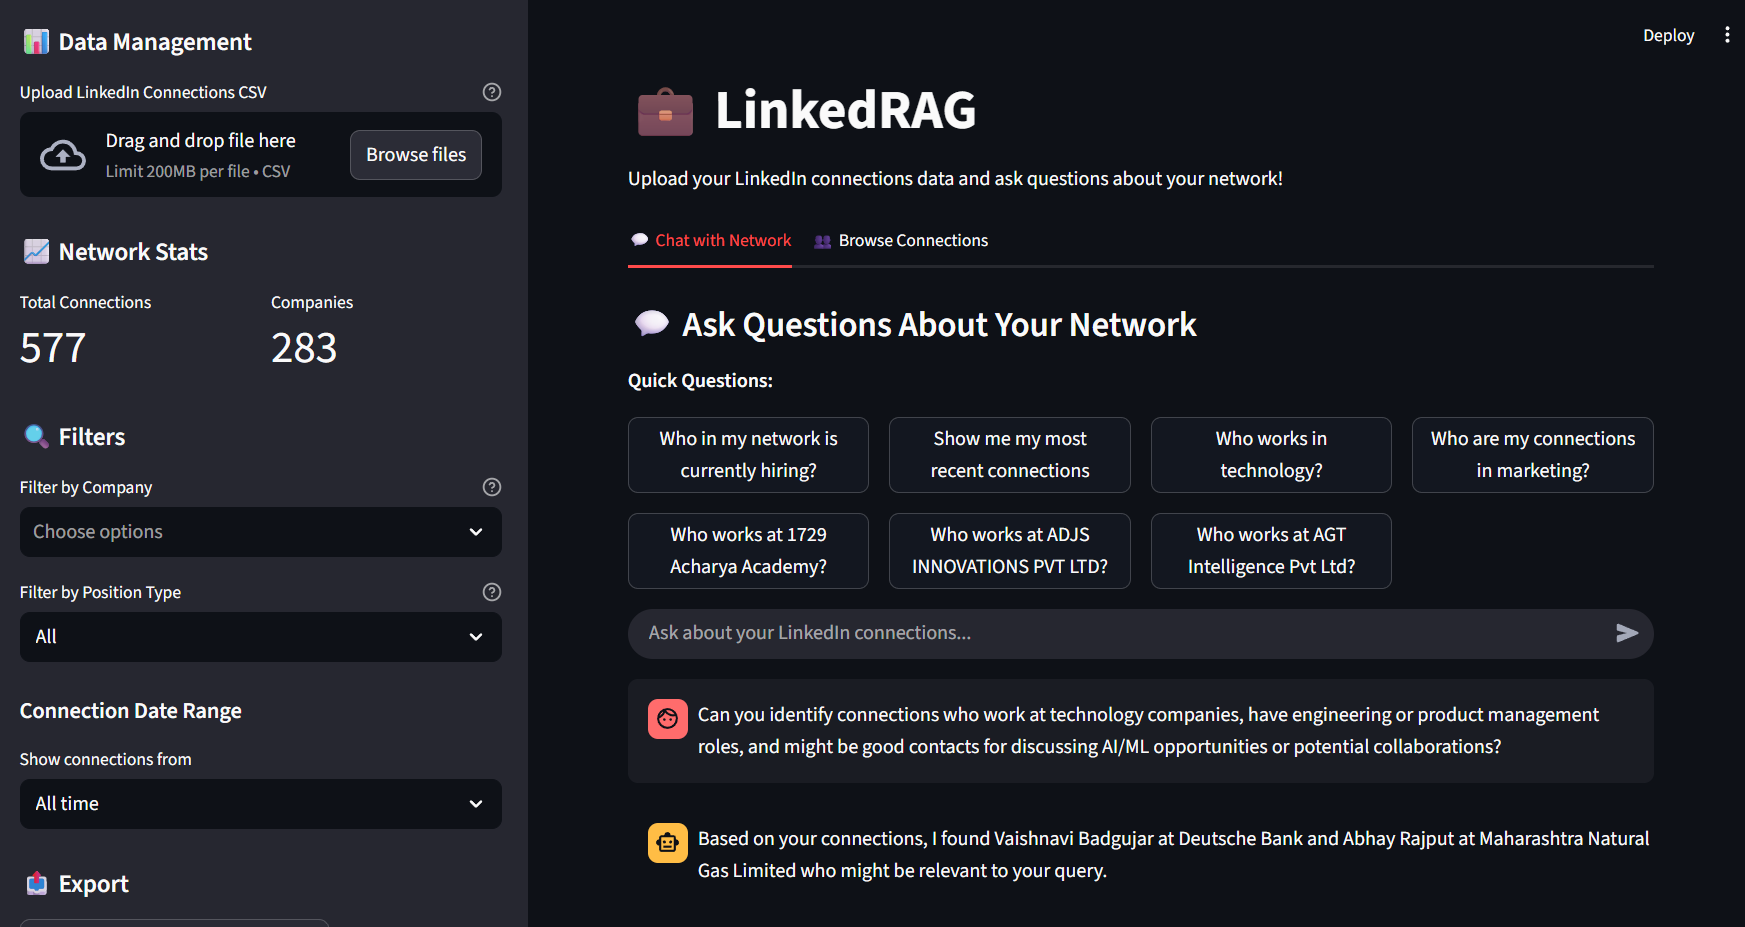 Data Management
Upload LinkedIn Connections CSV
Drag and drop file here
Limit 200MB per file • CSV
Browse files
Network Stats
Total Connections
577
Companies
283
Filters
Filter by Company
Choose options
Filter by Position Type
All
Connection Date Range
Show connections from
All time
Export
Deploy
LinkedRAG
Upload your LinkedIn connections data and ask questions about your network!
Chat with Network
Browse Connections
Ask Questions About Your Network
Quick Questions:
Who in my network is
currently hiring?
Show me my most
recent connections
Who works in
technology?
Who are my connections
in marketing?
Who works at 1729
Acharya Academy?
Who works at ADJS
INNOVATIONS PVT LTD?
Who works at AGT
Intelligence Pvt Ltd?
Ask about your LinkedIn connections...
Can you identify connections who work at technology companies, have engineering or product management
roles, and might be good contacts for discussing AI/ML opportunities or potential collaborations?
Based on your connections, I found Vaishnavi Badgujar at Deutsche Bank and Abhay Rajput at Maharashtra Natural
Gas Limited who might be relevant to your query.